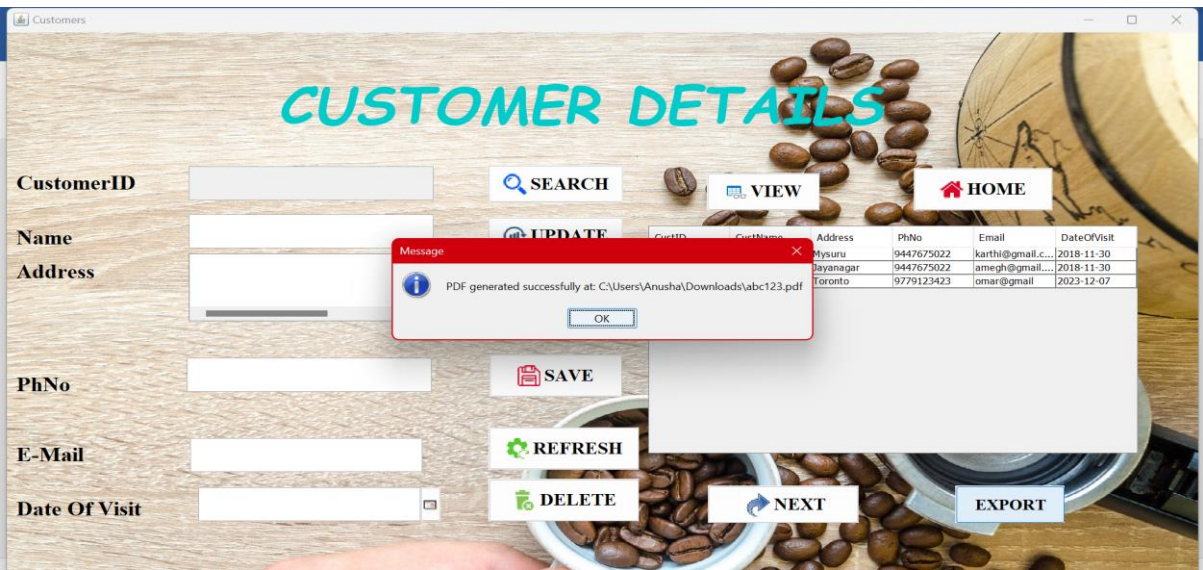 Customers
CUSTOMER DETAILS
CustomerID
SEARCH
VIEW
HOME
Name
UPDATE
CustID CustName Address PhNo Email DateOfVisit
Mysuru 9447675022 karthi@gmail.c... 2018-11-30
Jayanagar 9447675022 amegh@gmail.... 2018-11-30
Toronto 9779123423 omar@gmail 2023-12-07
Address
Message
PDF generated successfully at: C:\Users\Anusha\Downloads\abc123.pdf
OK
PhNo
SAVE
E-Mail
REFRESH
Date Of Visit
DELETE
NEXT
EXPORT